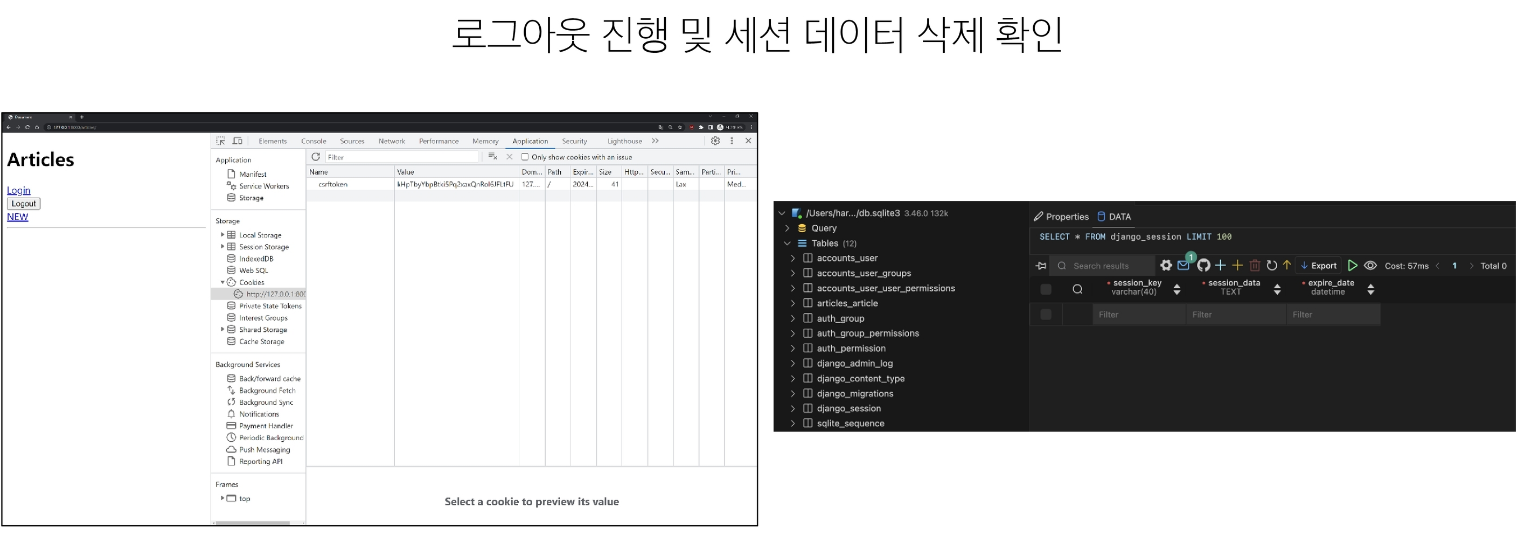 로그아웃 진행 및 세션 데이터 삭제 확인
Articles
Login
Logout
NEW
Elements Console Sources Network Performance Memory Application Security Lighthouse
Application
Manifest
Service Workers
Storage
Storage
Local Storage
Session Storage
IndexedDB
Web SQL
Cookies
http://127.0.0.1:800
Private State Tokens
Interest Groups
Shared Storage
Cache Storage
Background Services
Back/forward cache
Background Fetch
Background Sync
Notifications
Payment Handler
Periodic Background
Push Messaging
Reporting API
Frames
top
Filter Only show cookies with an issue
Name Value Dom... Path Expir... Size Http... Secu... Sam... Parti... Pri...
csrftoken 127.... / 2024... 41 Lax Med...
Select a cookie to preview its value
/Users/har.../db.sqlite3 3.46.0 132k
Query
Tables (12)
accounts_user
accounts_user_groups
accounts_user_user_permissions
articles_article
auth_group
auth_group_permissions
auth_permission
django_admin_log
django_content_type
django_migrations
django_session
sqlite_sequence
Properties DATA
SELECT * FROM django_session LIMIT 100
Search results 1 Export Cost: 57ms 1 Total 0
session_key session_data expire_date
varchar(40) TEXT datetime
Filter Filter Filter